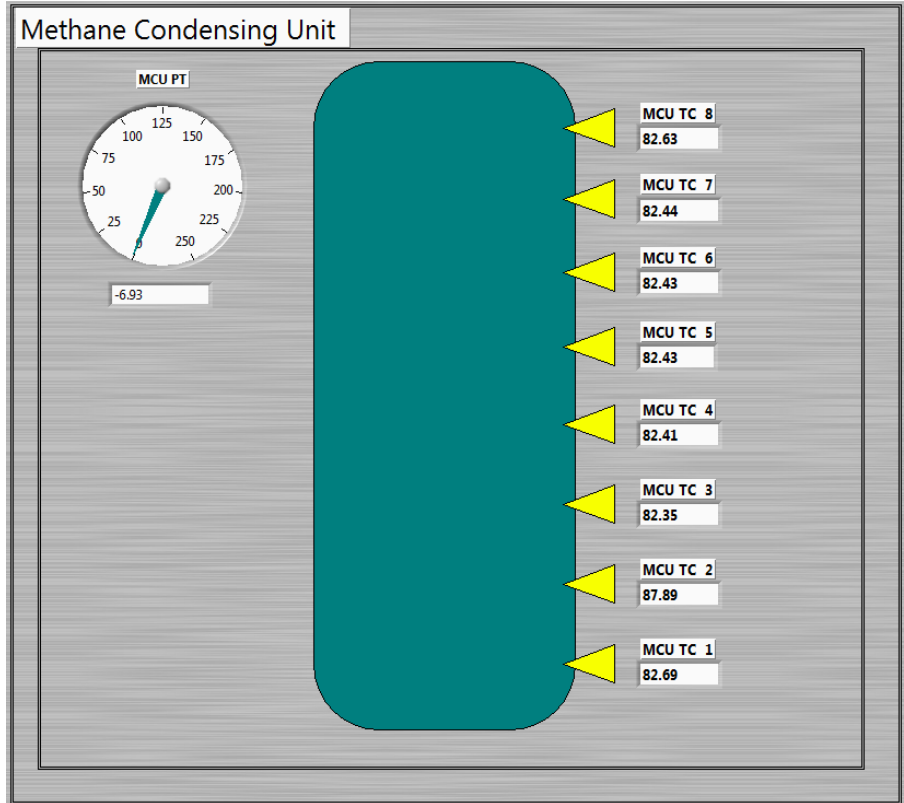 Methane Condensing Unit
MCU PT
0
25
50
75
100
125
150
175
200
225
250
-6.93
MCU TC 8
82.63
MCU TC 7
82.44
MCU TC 6
82.43
MCU TC 5
82.43
MCU TC 4
82.41
MCU TC 3
82.35
MCU TC 2
87.89
MCU TC 1
82.69